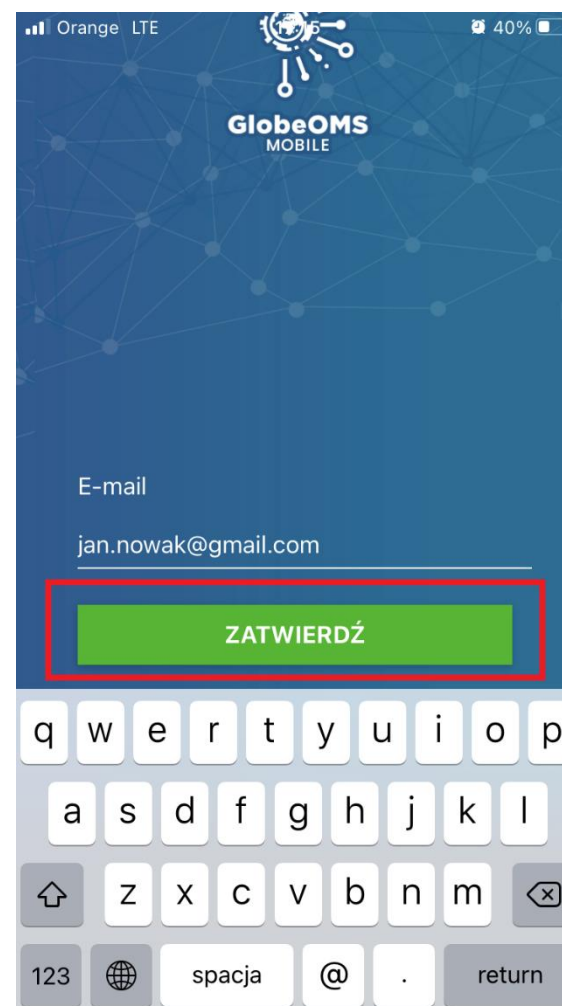 Orange LTE
40%
GlobeOMS
MOBILE
E-mail
jan.nowak@gmail.com
ZATWIERDŹ
q w e r t y u i o p
a s d f g h j k l
z x c v b n m
123 spacja @ . return